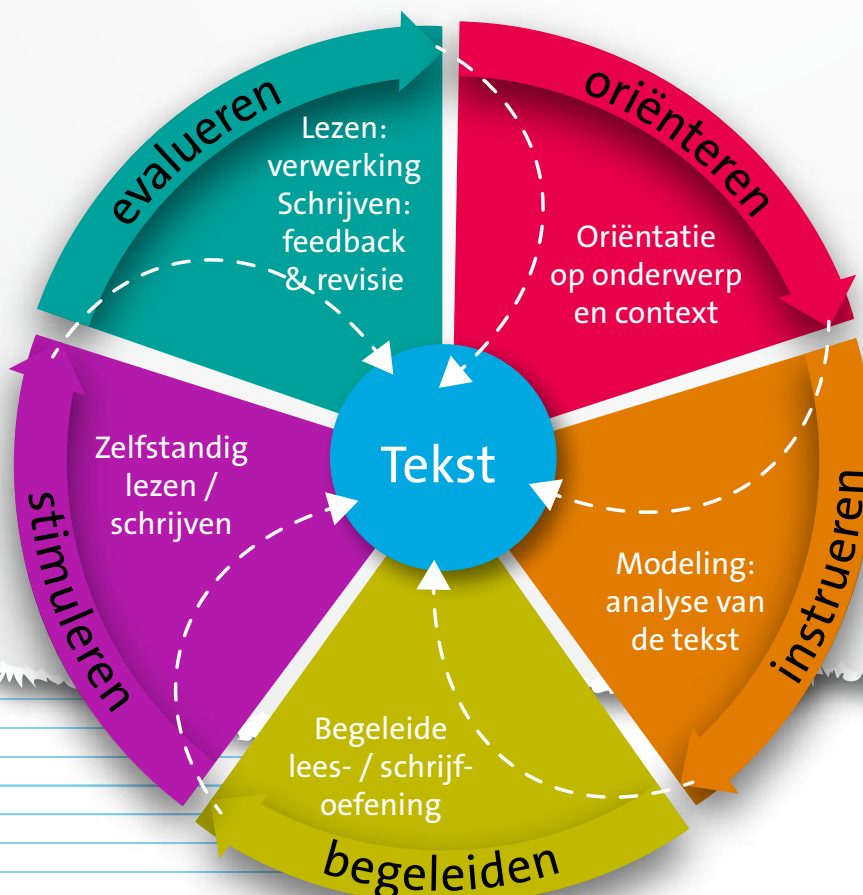 oriënteren
Oriëntatie
op onderwerp
en context
instrueren
Modeling:
analyse van
de tekst
begeleiden
Begeleide
lees- / schrijf-
oefening
stimuleren
Zelfstandig
lezen /
schrijven
evalueren
Lezen:
verwerking
Schrijven:
feedback
& revisie
Tekst